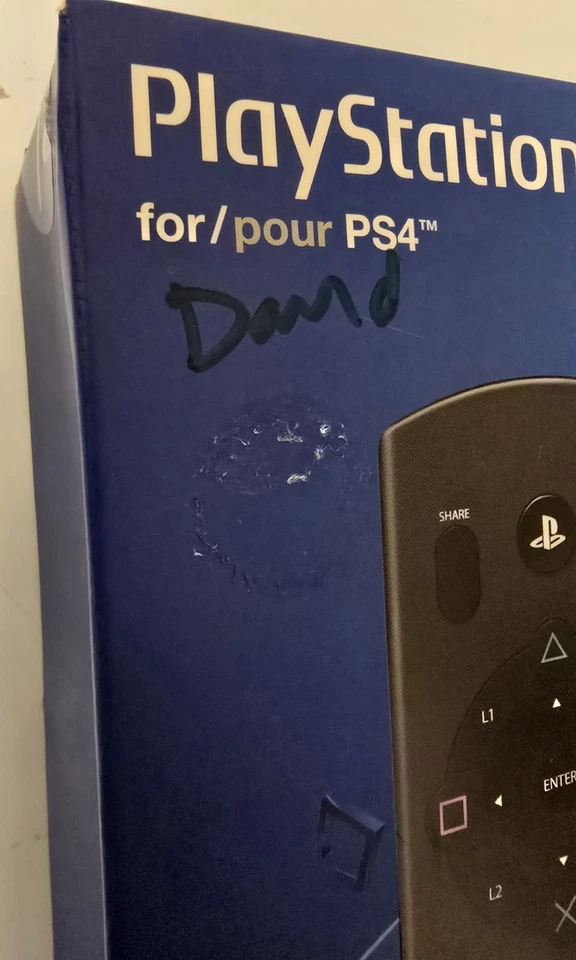 PlayStation
for/pour PS4™
David
SHARE
L1
ENTER
L2